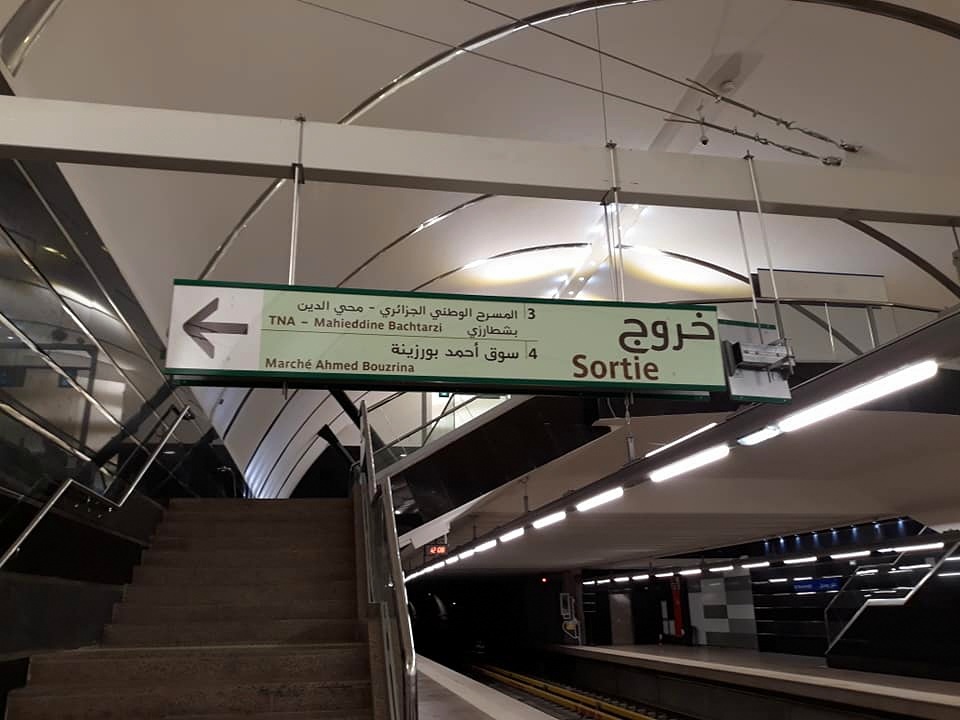 3 المسرح الوطني الجزائري - محي الدين
بشطارزي
TNA - Mahieddine Bachtarzi
4 سوق أحمد بورزينة
Marché Ahmed Bouzrina
خروج
Sortie